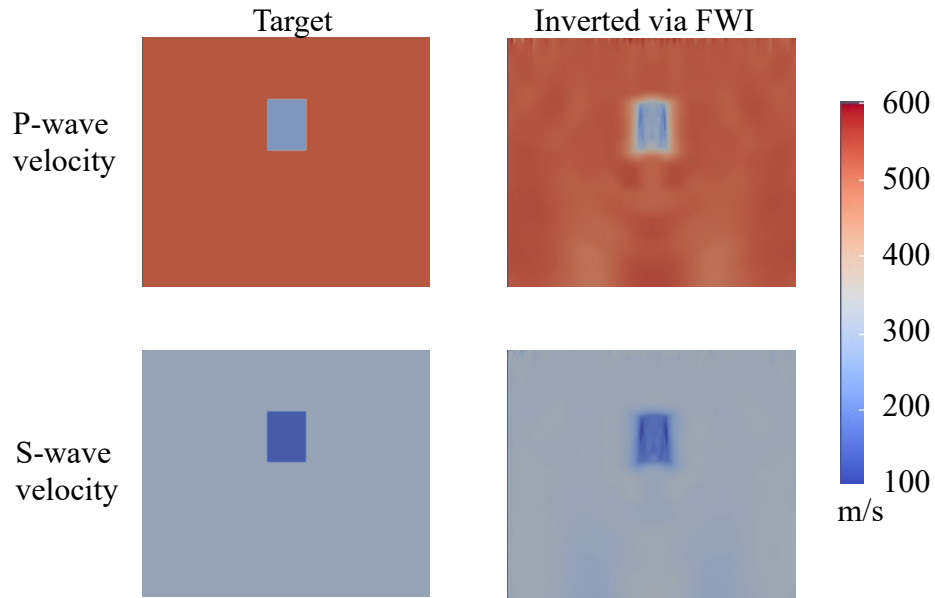 Target
Inverted via FWI
P-wave
velocity
S-wave
velocity
600
500
400
300
200
100
m/s